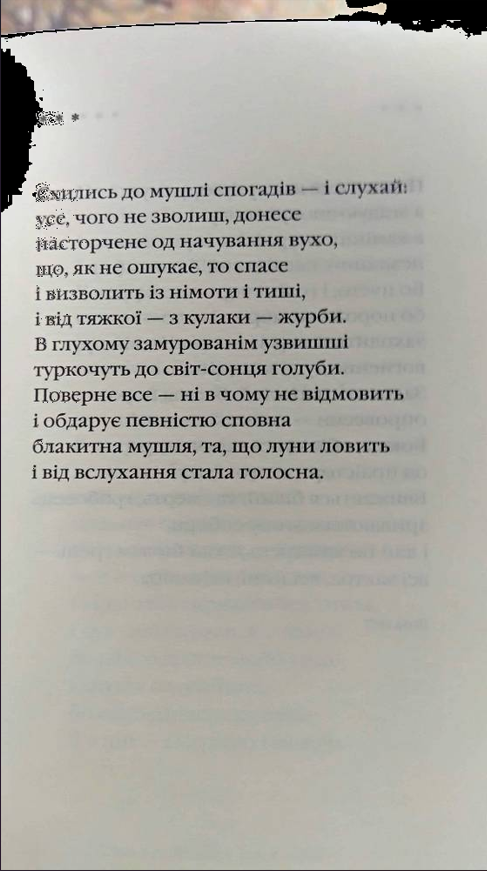 * *
Схились до мушлі спогадів — і слухай:
усе, чого не зволиш, донесе
насторчене од начування вухо,
що, як не ошукає, то спасе
і визволить із німоти і тиші,
і від тяжкої — з кулаки — журби.
В глухому замурованім узвишші
туркочуть до світ-сонця голуби.
Поверне все — ні в чому не відмовить
і обдарує певністю сповна
блакитна мушля, та, що луни ловить
і від вслухання стала голосна.